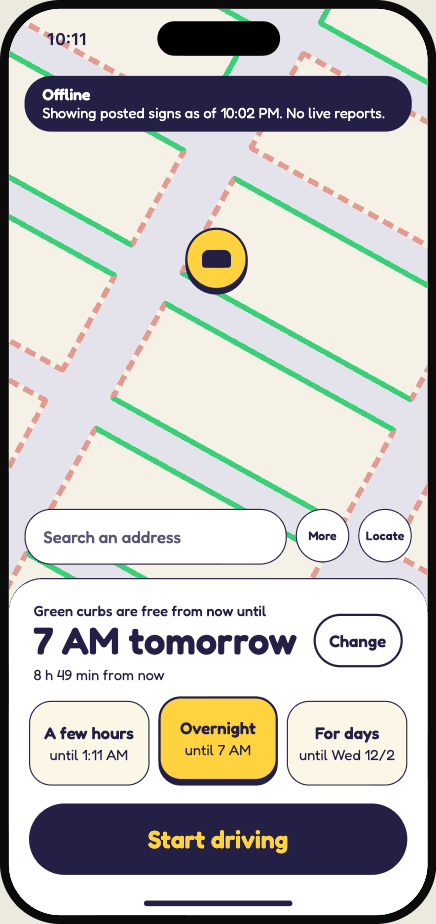 10:11
Offline
Showing posted signs as of 10:02 PM. No live reports.
Search an address
More
Locate
Green curbs are free from now until
7 AM tomorrow
Change
8 h 49 min from now
A few hours
until 1:11 AM
Overnight
until 7 AM
For days
until Wed 12/2
Start driving